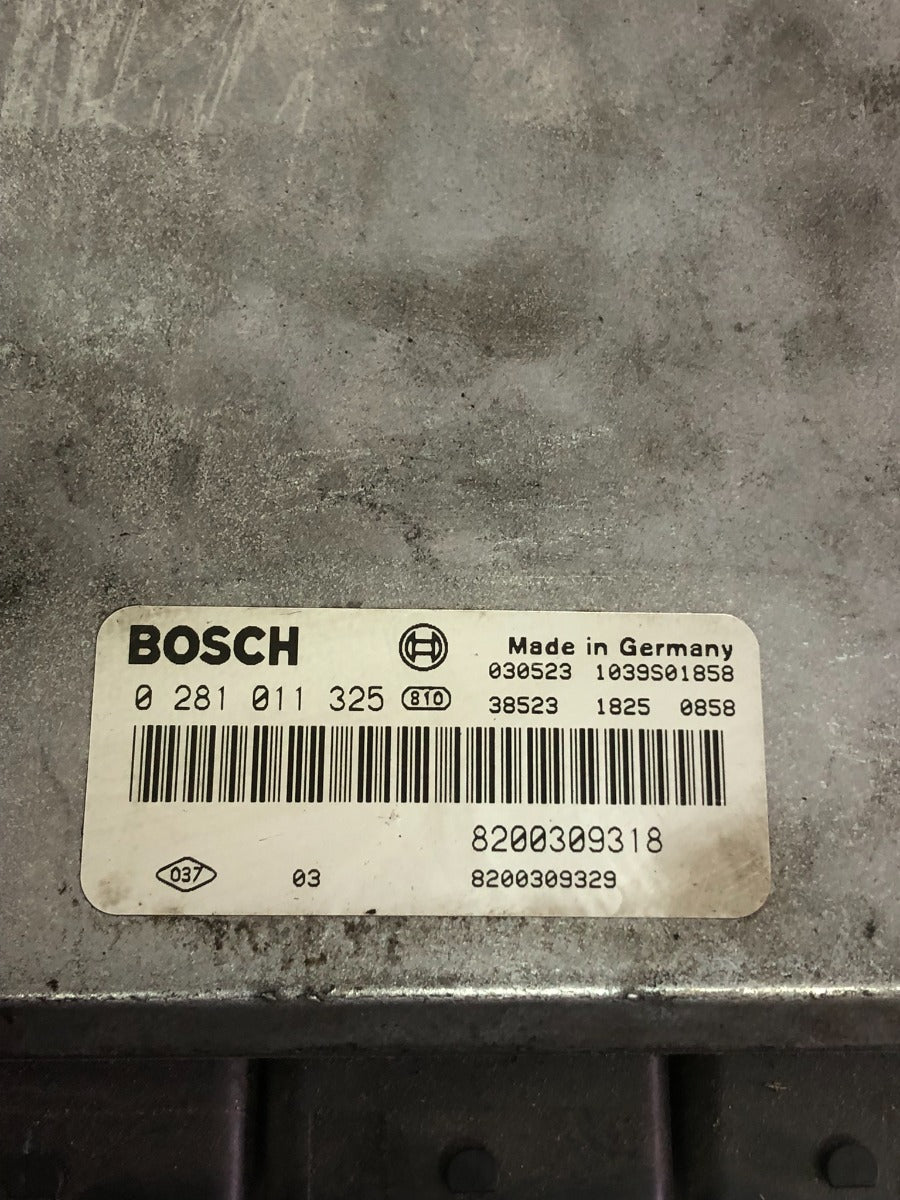 BOSCH
Made in Germany
030523 1039S01858
0 281 011 325 810
38523 1825 0858
8200309318
037 03 8200309329